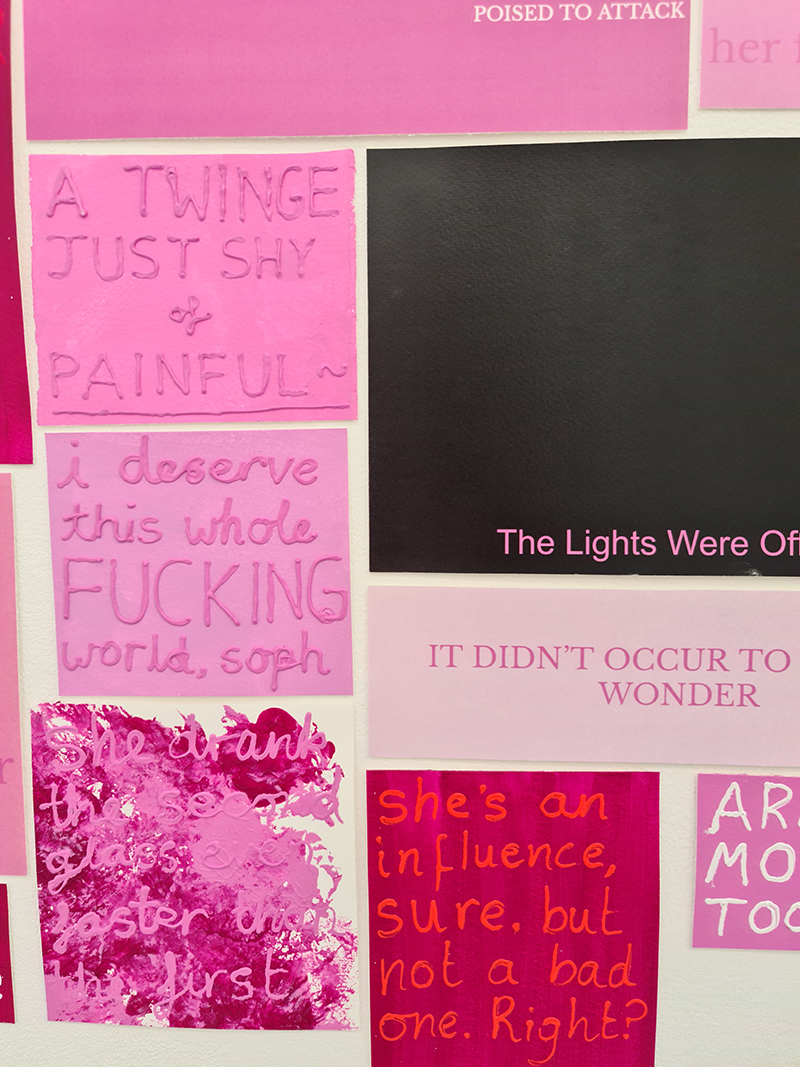 POISED TO ATTACK
her
A TWINGE
JUST SHY
of
PAINFUL~
i deserve
this whole
FUCKING
world, soph
The Lights Were Off
IT DIDN'T OCCUR TO
WONDER
She drank
the second
glass even
faster than
the first
she's an
influence,
sure. but
not a bad
one. Right?
AR
MO
TOO